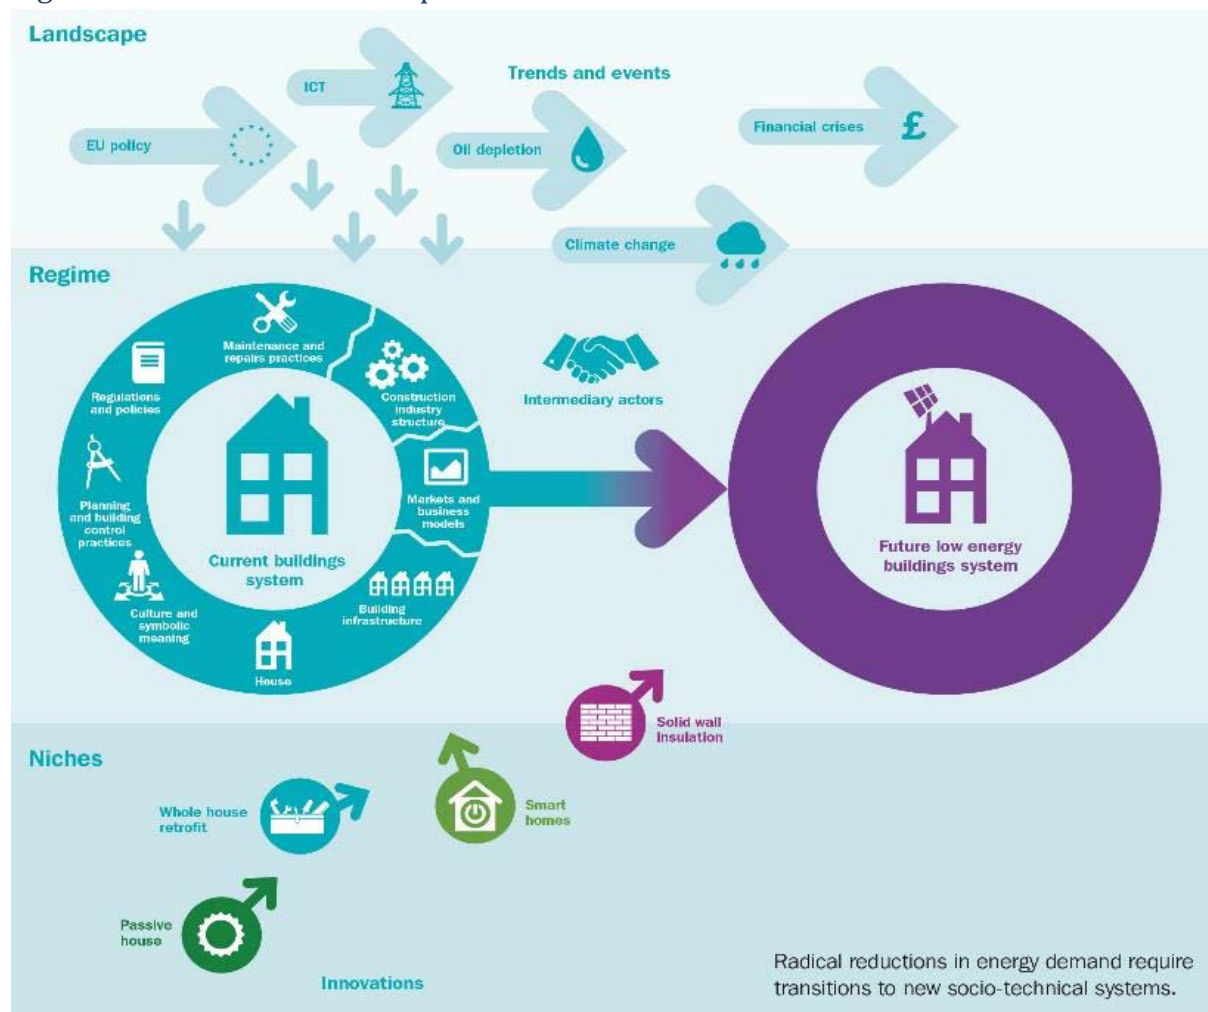 Landscape
ICT
Trends and events
Financial crises
£
EU policy
Oil depletion
Climate change
Regime
Maintenance and
repairs practices
Regulations
and policies
Construction
industry
structure
Intermediary actors
Planning
and building
control
practices
Markets and
business
models
Current buildings
system
Future low energy
buildings system
Culture and
symbolic
meaning
Building
infrastructure
House
Solid wall
insulation
Niches
Whole house
retrofit
Smart
homes
Passive
house
Innovations
Radical reductions in energy demand require
transitions to new socio-technical systems.